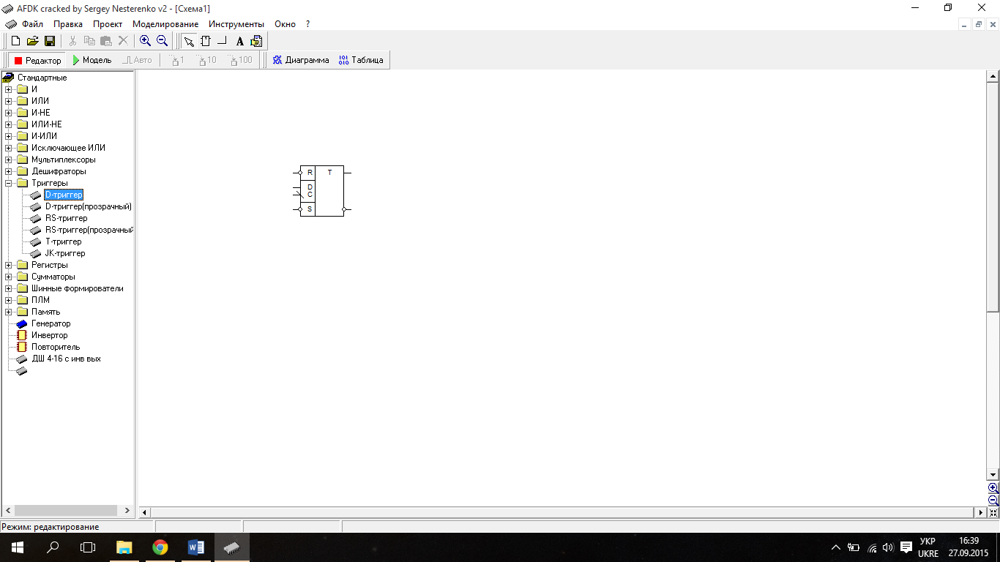 AFDK cracked by Sergey Nesterenko v2 - [Схема1]
Файл Правка Проект Моделирование Инструменты Окно ?
A
Редактор Модель Авто 1 10 100 Диаграмма Таблица
Стандартные
И
ИЛИ
И-НЕ
ИЛИ-НЕ
И-ИЛИ
Исключающее ИЛИ
Мультиплексоры
Дешифраторы
Триггеры
D-триггер
D-триггер(прозрачный)
RS-триггер
RS-триггер(прозрачный
T-триггер
JK-триггер
Регистры
Сумматоры
Шинные формирователи
ПЛМ
Память
Генератор
Инвертор
Повторитель
ДШ 4-16 с инв вых
R T
D
C
S
Режим: редактирование
УКР
UKRE
16:39
27.09.2015